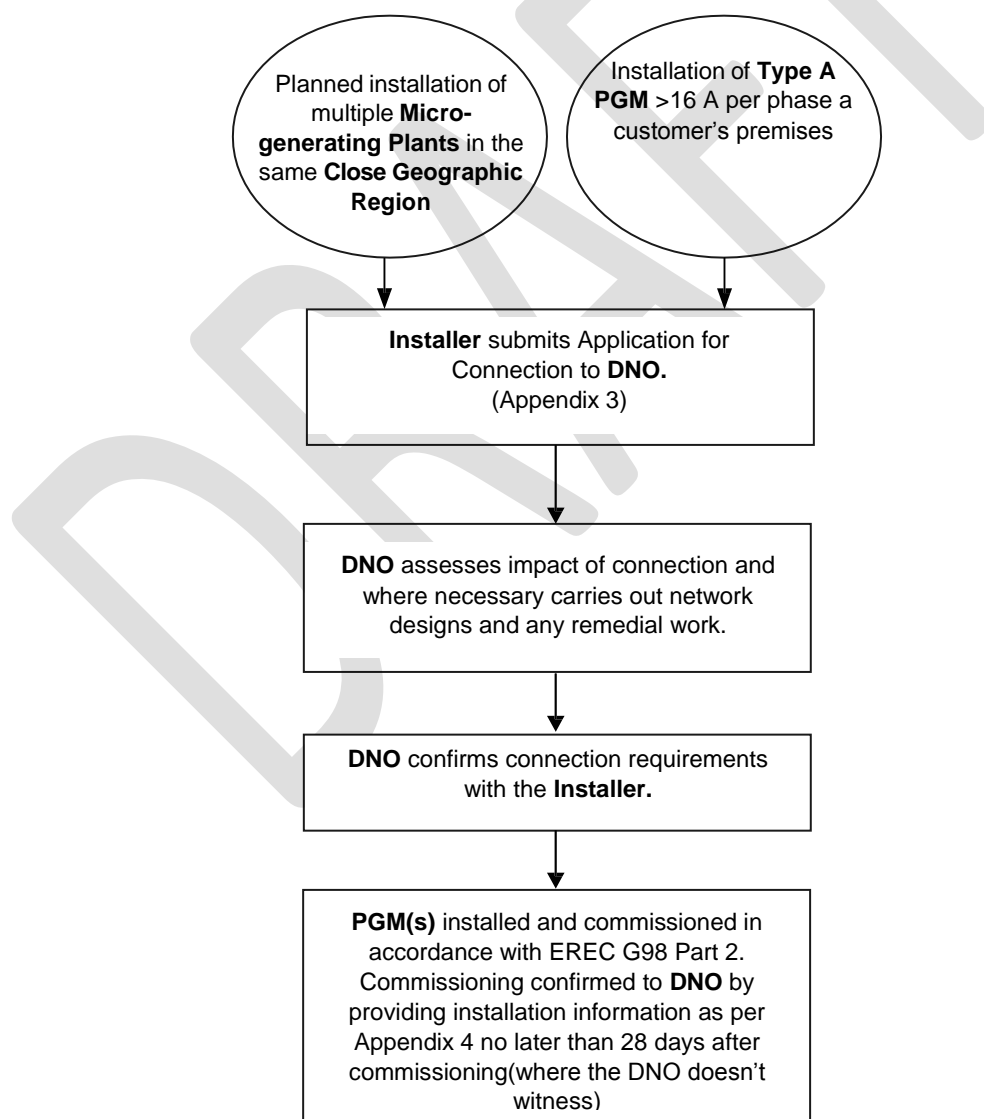 DRAFT
Planned installation of
multiple Micro-
generating Plants in the
same Close Geographic
Region
Installation of Type A
PGM >16 A per phase a
customer's premises
Installer submits Application for
Connection to DNO.
(Appendix 3)
DNO assesses impact of connection and
where necessary carries out network
designs and any remedial work.
DNO confirms connection requirements
with the Installer.
PGM(s) installed and commissioned in
accordance with EREC G98 Part 2.
Commissioning confirmed to DNO by
providing installation information as per
Appendix 4 no later than 28 days after
commissioning(where the DNO doesn't
witness)